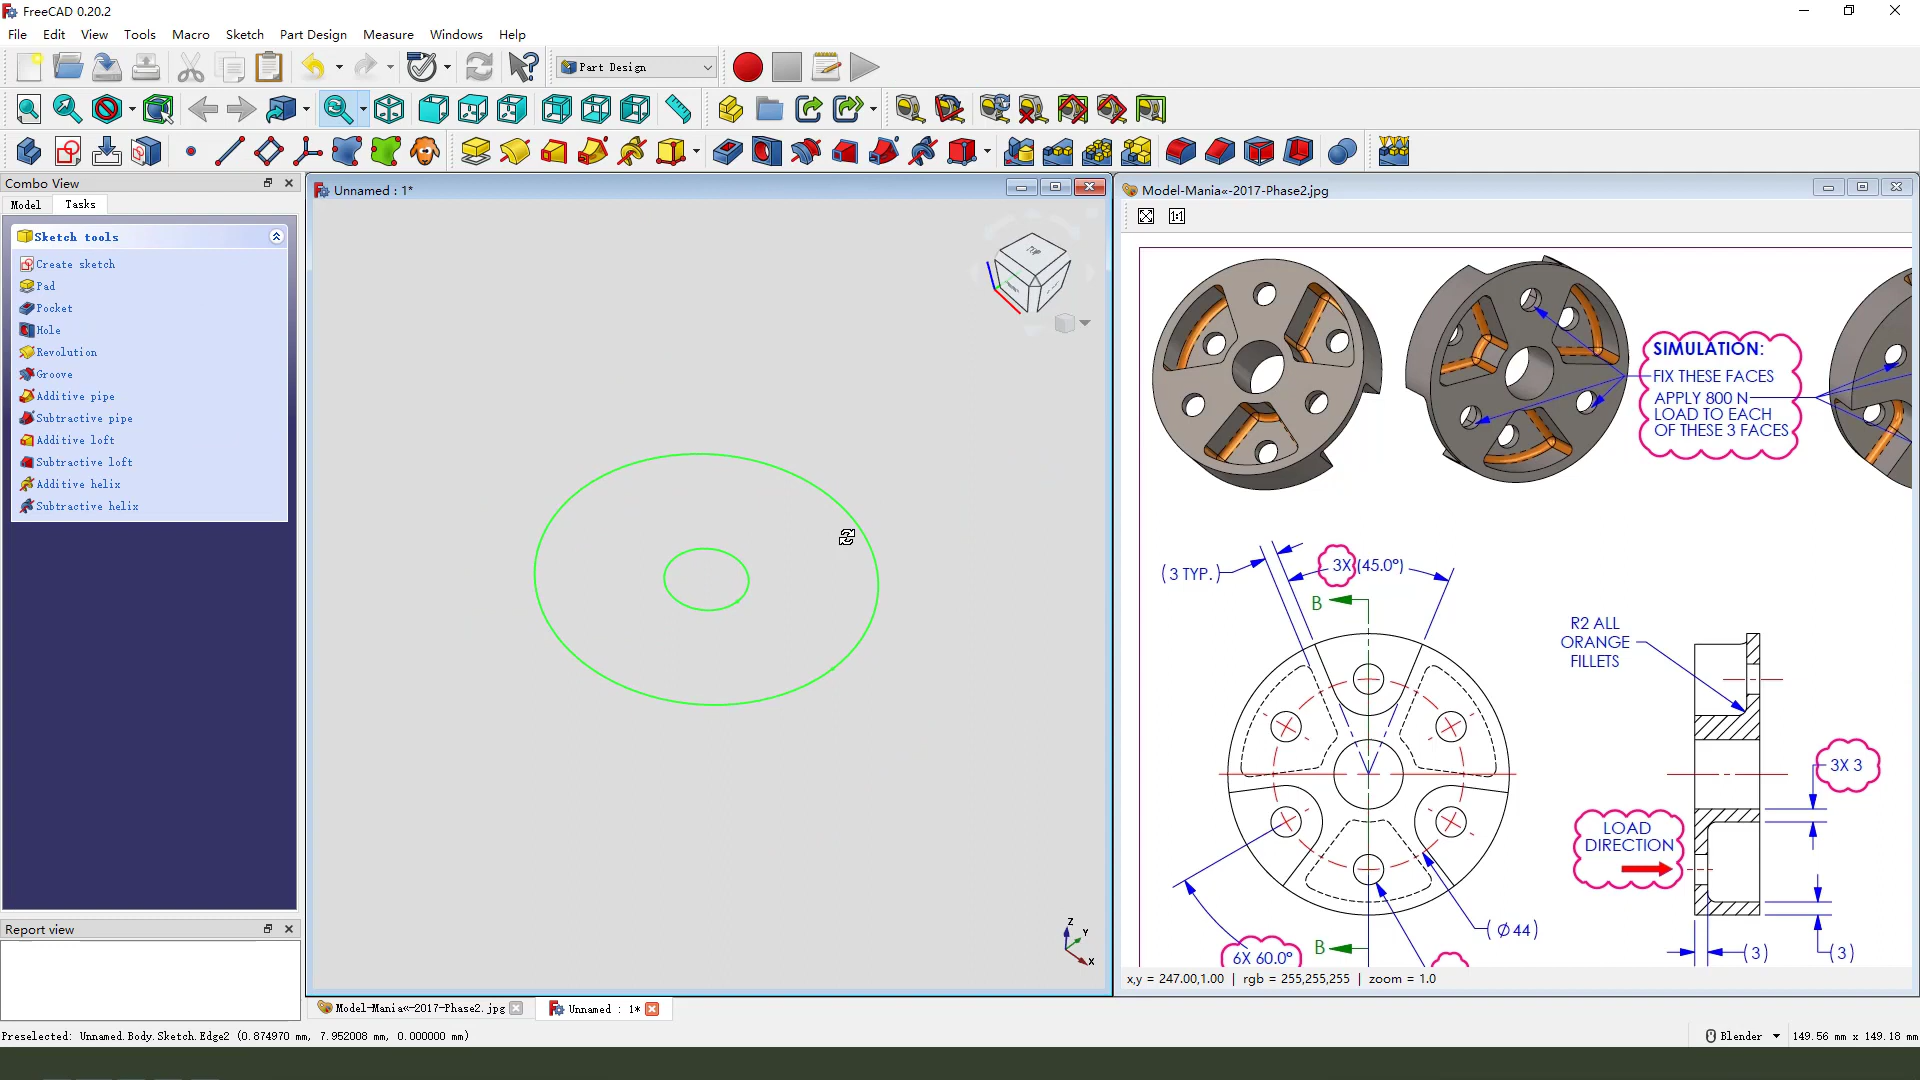 FreeCAD 0.20.2
File Edit View Tools Macro Sketch Part Design Measure Windows Help
Part Design
Combo View
Model Tasks
Sketch tools
Create sketch
Pad
Pocket
Hole
Revolution
Groove
Additive pipe
Subtractive pipe
Additive loft
Subtractive loft
Additive helix
Subtractive helix
Report view
Unnamed : 1*
TOP
Z
Y
X
Model-Mania«-2017-Phase2.jpg
1:1
SIMULATION:
FIX THESE FACES
APPLY 800 N
LOAD TO EACH
OF THESE 3 FACES
(3 TYP.)
3X (45.0°)
B
R2 ALL
ORANGE
FILLETS
3X 3
LOAD
DIRECTION
(Ø44)
B
6X 60.0°
(3)
(3)
x,y = 247.00,1.00 | rgb = 255,255,255 | zoom = 1.0
Model-Mania«-2017-Phase2.jpg
Unnamed : 1*
Preselected: Unnamed.Body.Sketch.Edge2 (0.874970 mm, 7.952008 mm, 0.000000 mm)
Blender
149.56 mm x 149.18 mm